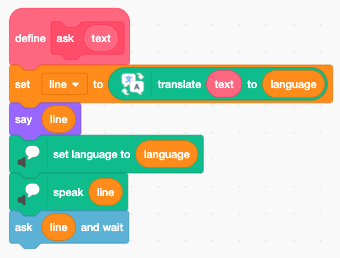 define ask text
set line to translate text to language
say line
set language to language
speak line
ask line and wait